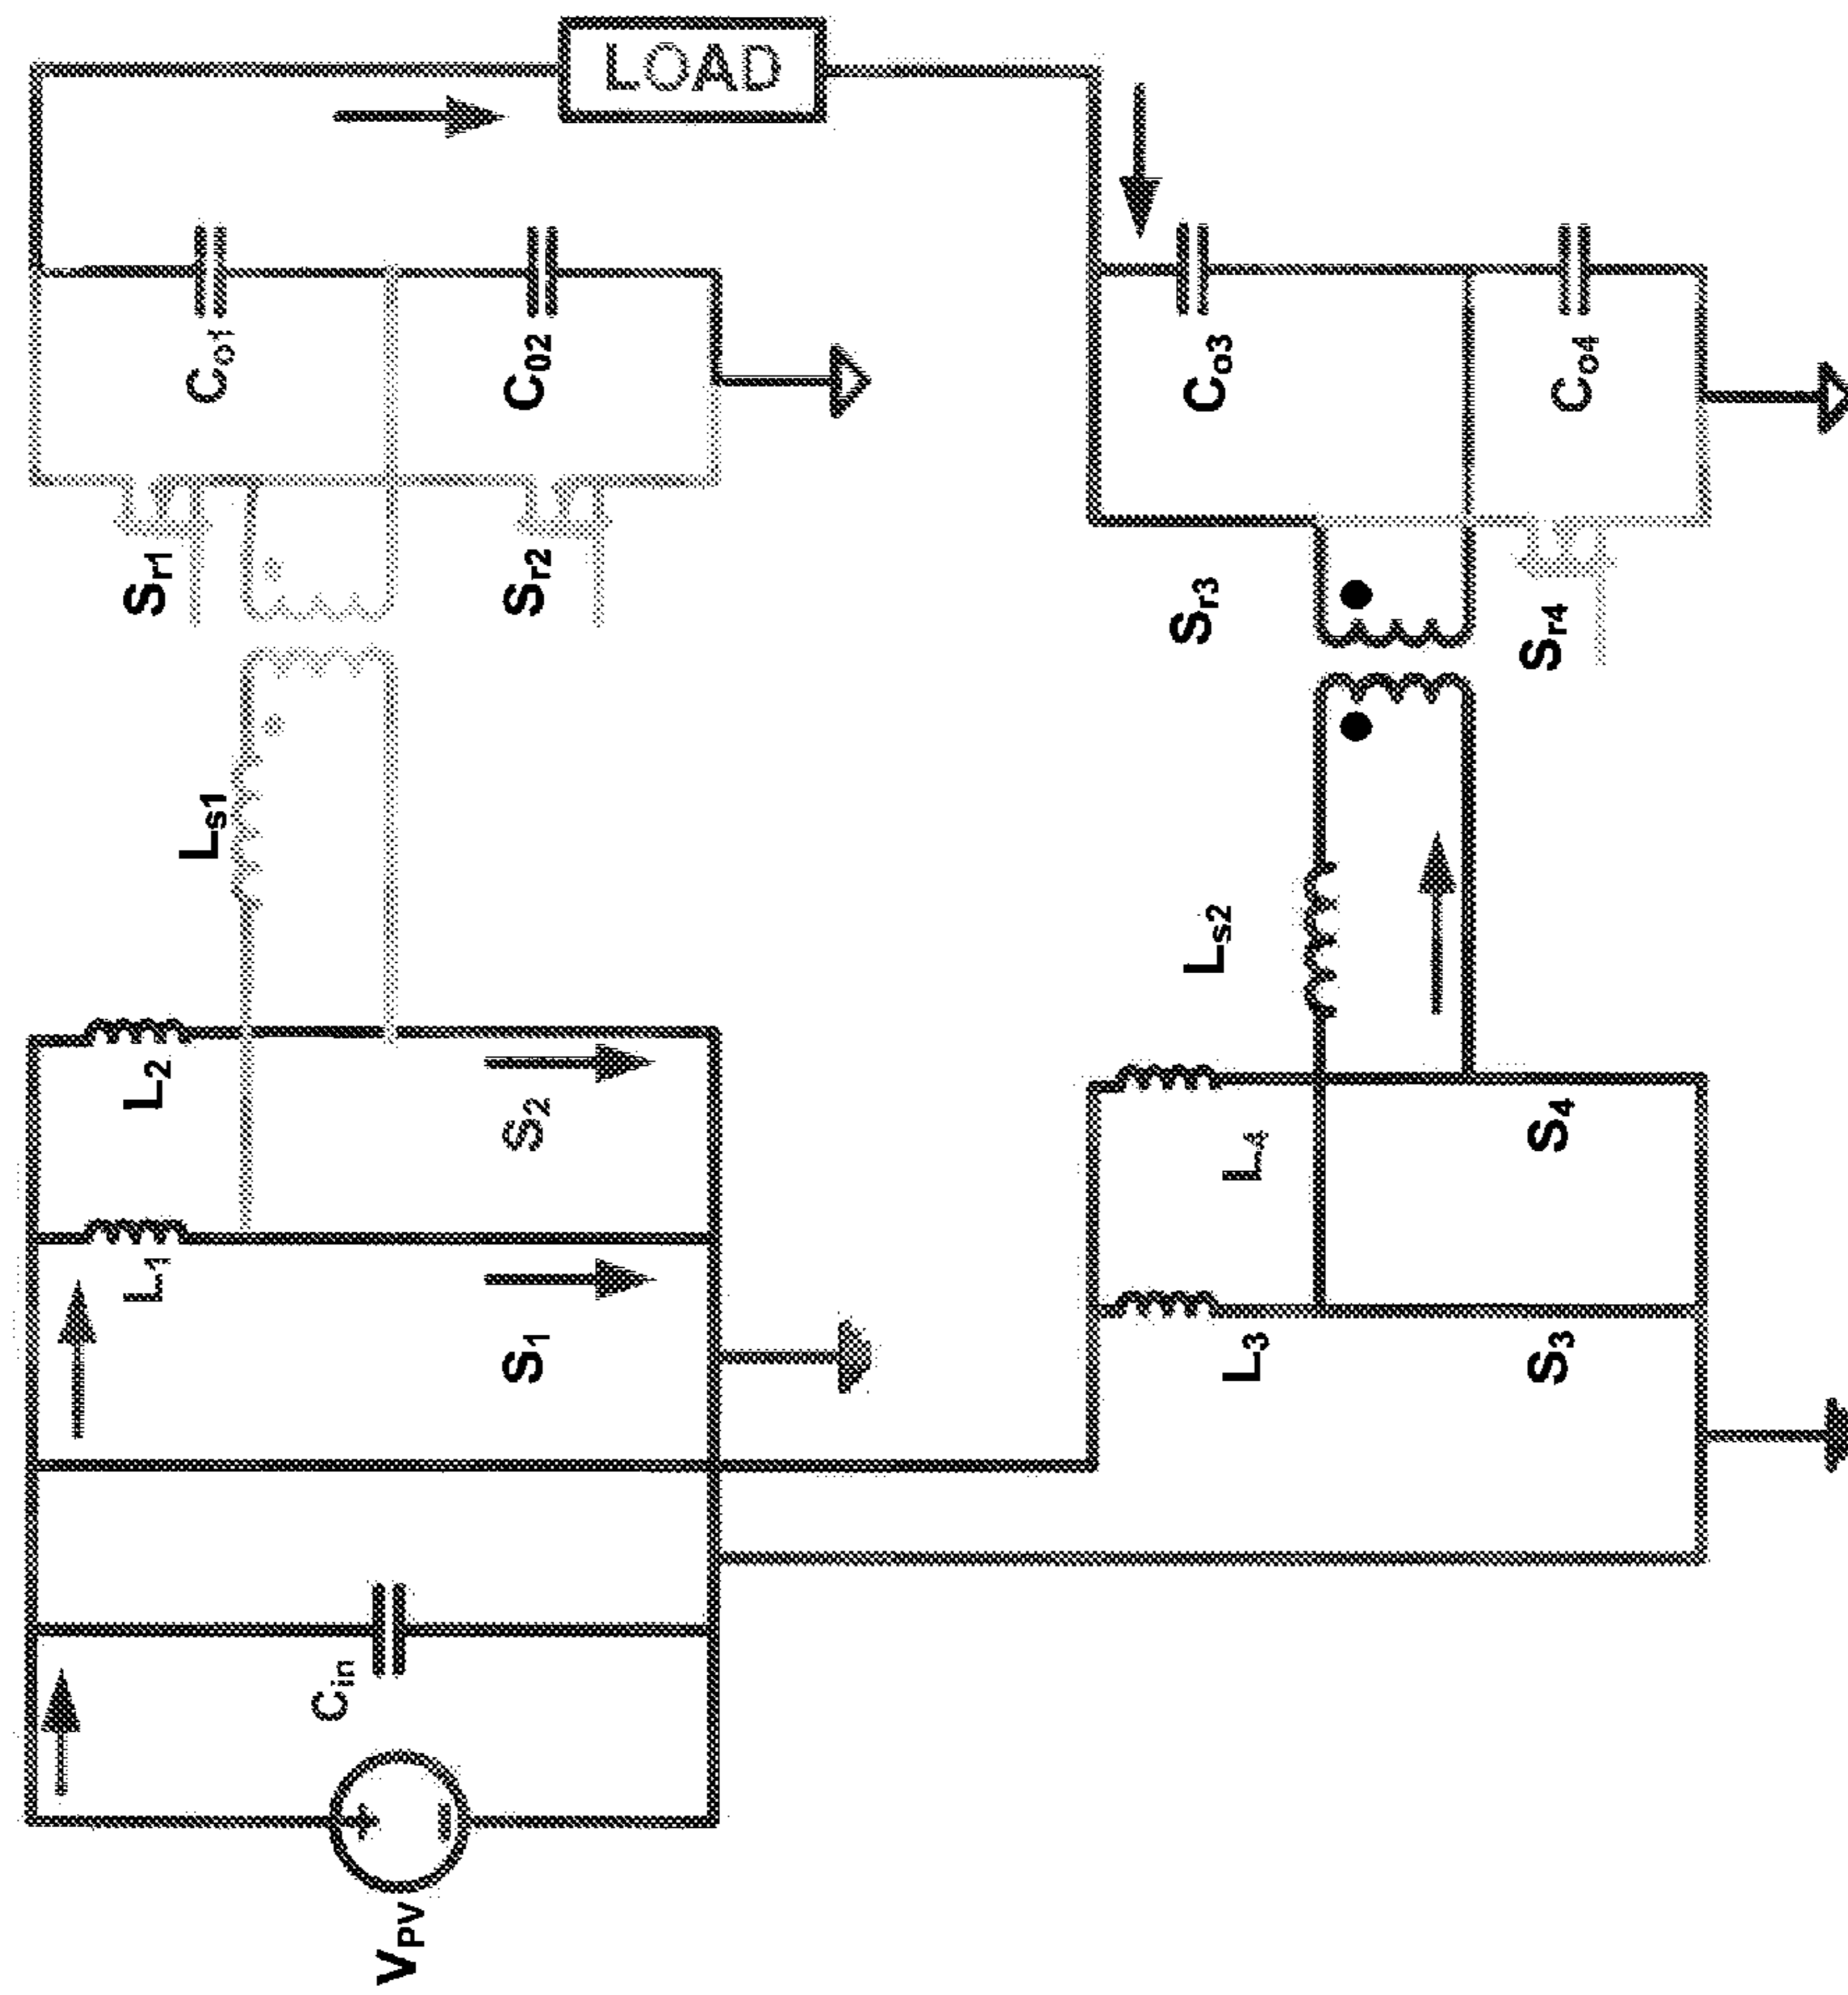 LOAD
Co1
C02
Co3
Co4
Sr1
Sr2
Sr3
Sr4
Ls1
Ls2
L2
S2
L4
S4
L1
S1
L3
S3
Cin
VPV